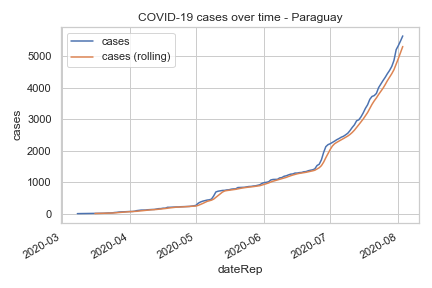 COVID-19 cases over time - Paraguay
cases
cases (rolling)
5000
4000
3000
2000
1000
0
cases
2020-03
2020-04
2020-05
2020-06
2020-07
2020-08
dateRep